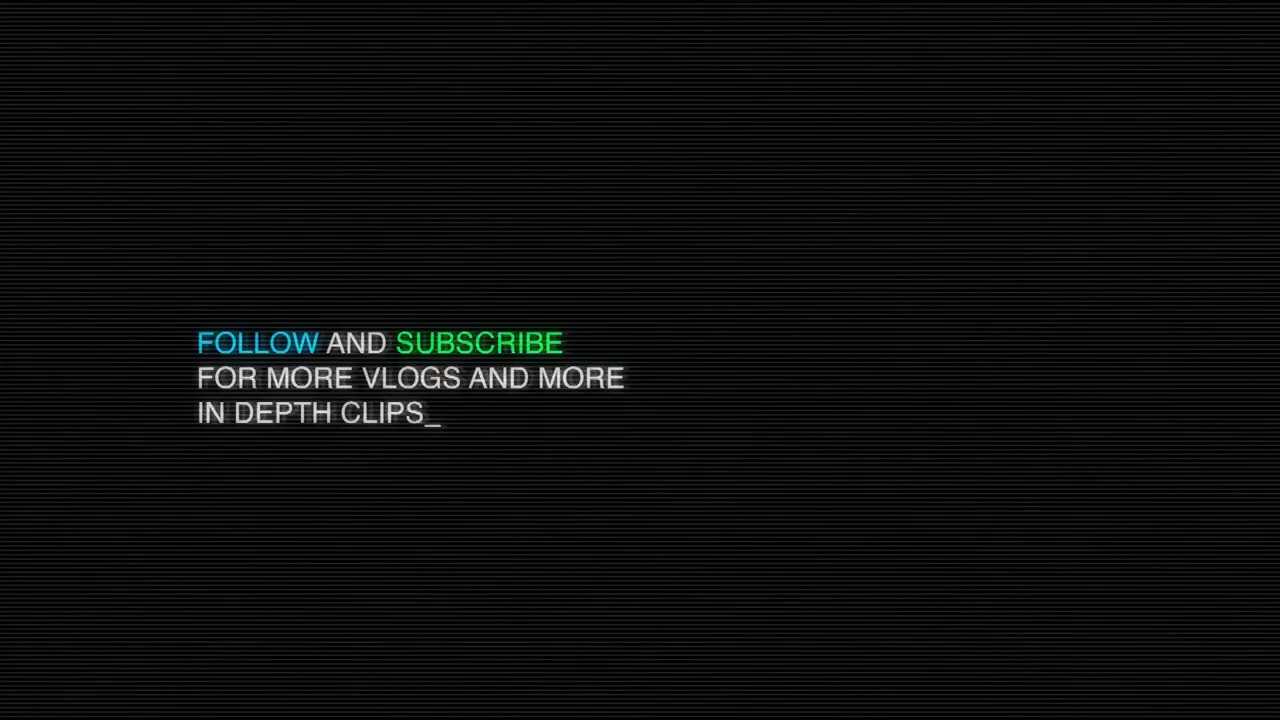 FOLLOW AND SUBSCRIBE
FOR MORE VLOGS AND MORE
IN DEPTH CLIPS_